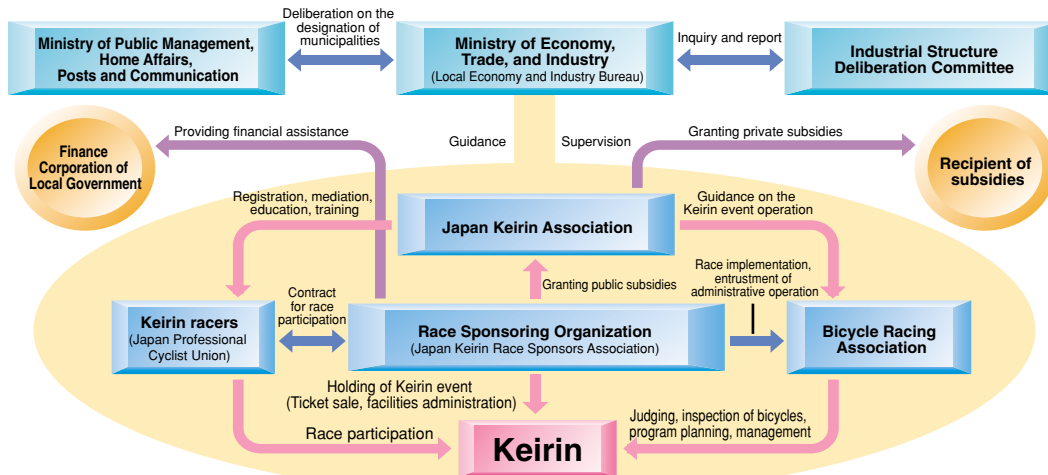 Deliberation on the
designation of
municipalities
Ministry of Public Management,
Home Affairs,
Posts and Communication
Ministry of Economy,
Trade, and Industry
(Local Economy and Industry Bureau)
Inquiry and report
Industrial Structure
Deliberation Committee
Providing financial assistance
Guidance
Supervision
Granting private subsidies
Finance
Corporation of
Local Government
Recipient of
subsidies
Registration, mediation,
education, training
Japan Keirin Association
Guidance on the
Keirin event operation
Granting public subsidies
Race implementation,
entrustment of
administrative operation
Contract
for race
participation
Keirin racers
(Japan Professional
Cyclist Union)
Race Sponsoring Organization
(Japan Keirin Race Sponsors Association)
Bicycle Racing
Association
Holding of Keirin event
(Ticket sale, facilities administration)
Race participation
Keirin
Judging, inspection of bicycles,
program planning, management